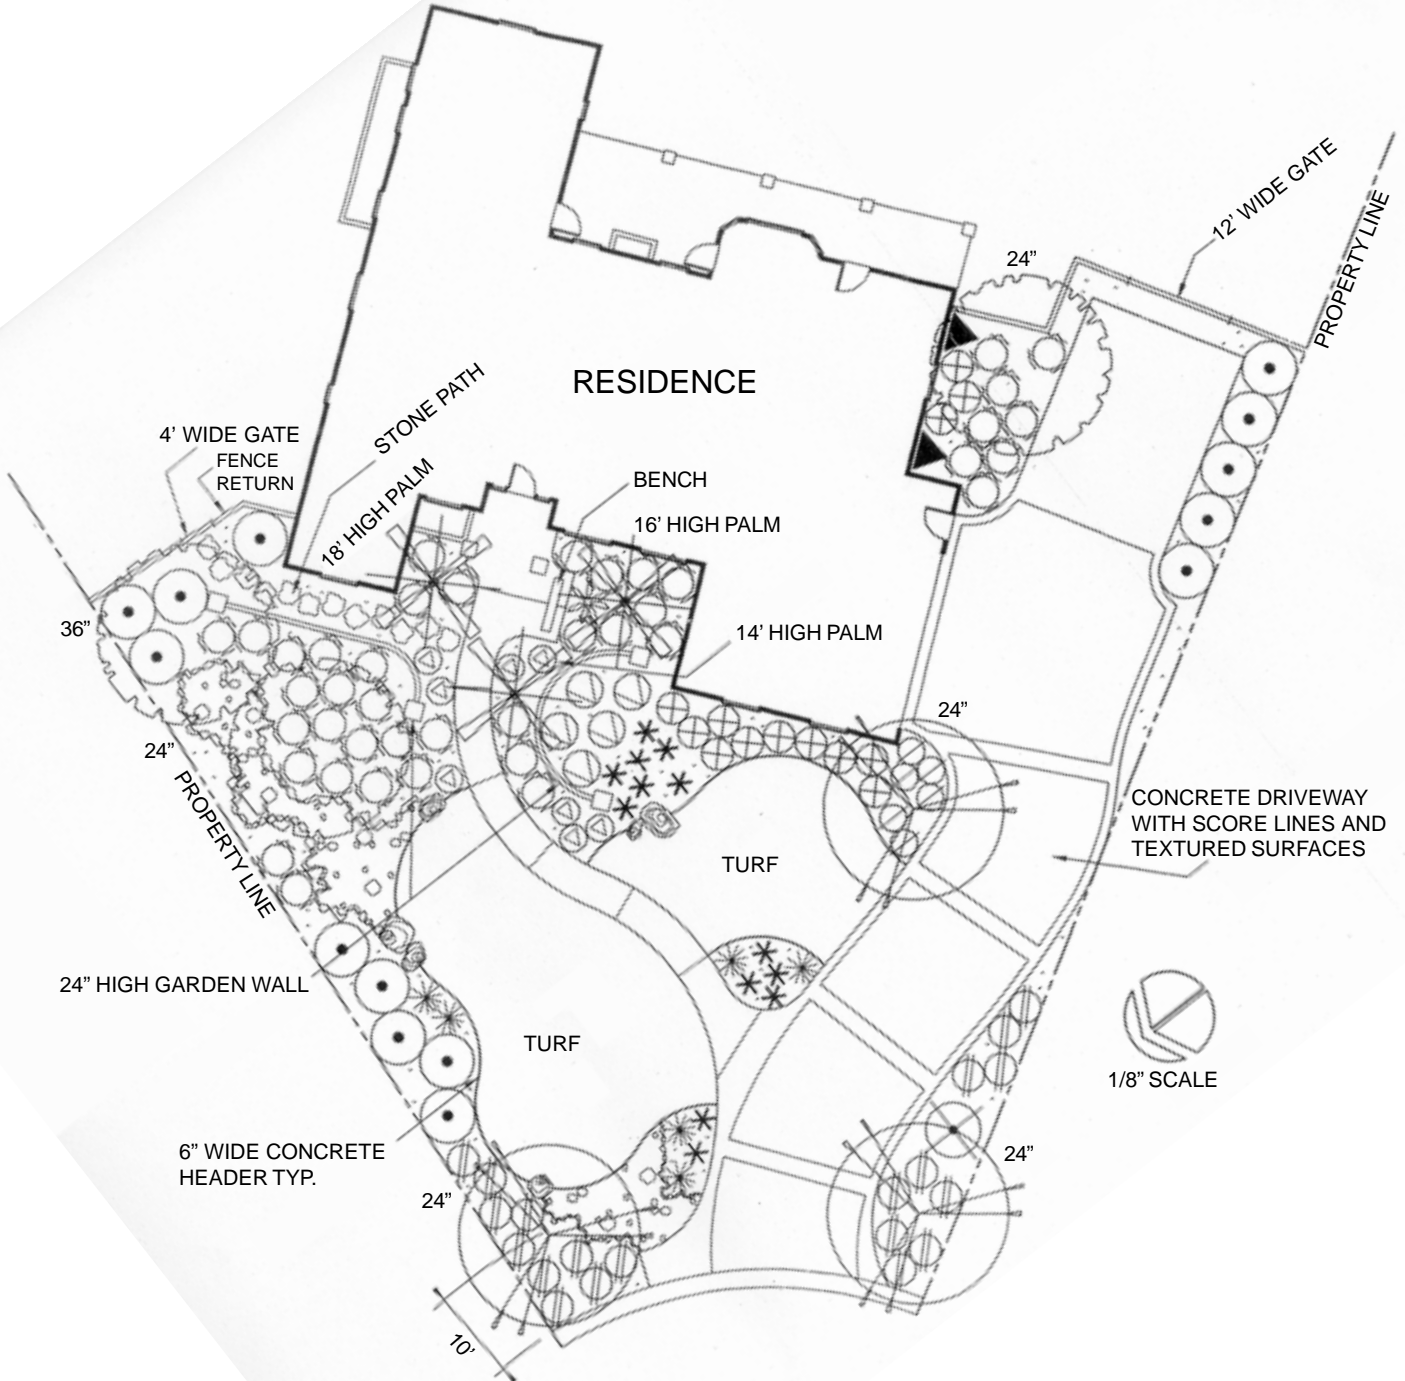 12’ WIDE GATE
PROPERTY LINE
24”
RESIDENCE
STONE PATH
4’ WIDE GATE
FENCE
RETURN
18’ HIGH PALM
BENCH
16’ HIGH PALM
36”
14’ HIGH PALM
24”
24”
PROPERTY LINE
CONCRETE DRIVEWAY
WITH SCORE LINES AND
TEXTURED SURFACES
TURF
24” HIGH GARDEN WALL
TURF
1/8” SCALE
6” WIDE CONCRETE
HEADER TYP.
24”
24”
10’